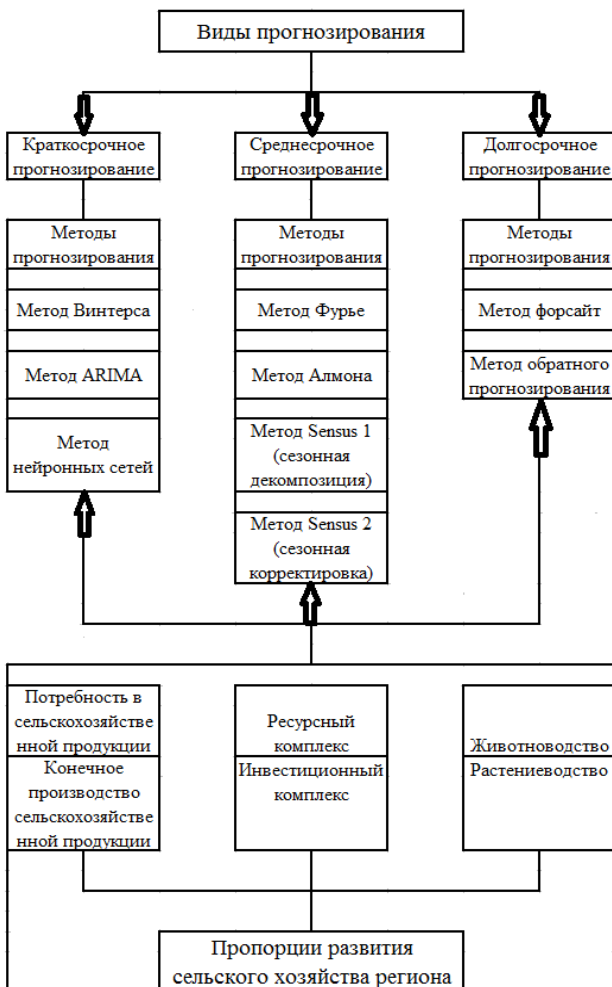 Виды прогнозирования
Краткосрочное
прогнозирование
Среднесрочное
прогнозирование
Долгосрочное
прогнозирование
Методы
прогнозирования
Метод Винтерса
Метод ARIMA
Метод
нейронных сетей
Методы
прогнозирования
Метод Фурье
Метод Алмона
Метод Sensus 1
(сезонная
декомпозиция)
Метод Sensus 2
(сезонная
корректировка)
Методы
прогнозирования
Метод форсайт
Метод обратного
прогнозирования
Потребность в
сельскохозяйстве
нной продукции
Конечное
производство
сельскохозяйстве
нной продукции
Ресурсный
комплекс
Инвестиционный
комплекс
Животноводство
Растениеводство
Пропорции развития
сельского хозяйства региона